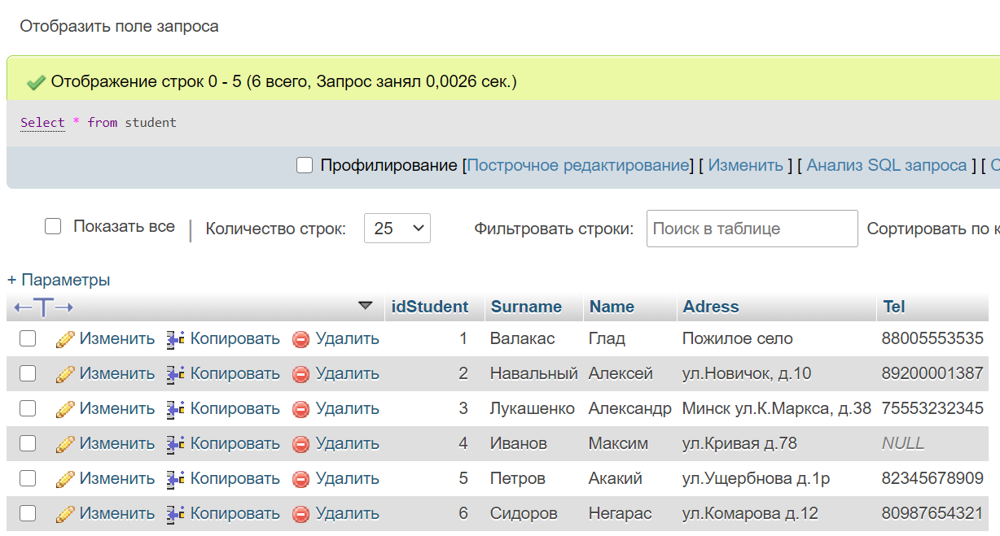 Отобразить поле запроса
Отображение строк 0 - 5 (6 всего, Запрос занял 0,0026 сек.)
Select * from student
Профилирование [Построчное редактирование] [ Изменить ] [ Анализ SQL запроса ] [
Показать все | Количество строк: 25 Фильтровать строки: Поиск в таблице Сортировать по
+ Параметры
←T→ idStudent Surname Name Adress Tel
Изменить Копировать Удалить 1 Валакас Глад Пожилое село 88005553535
Изменить Копировать Удалить 2 Навальный Алексей ул.Новичок, д.10 89200001387
Изменить Копировать Удалить 3 Лукашенко Александр Минск ул.К.Маркса, д.38 75553232345
Изменить Копировать Удалить 4 Иванов Максим ул.Кривая д.78 NULL
Изменить Копировать Удалить 5 Петров Акакий ул.Ущербнова д.1р 82345678909
Изменить Копировать Удалить 6 Сидоров Негарас ул.Комарова д.12 80987654321